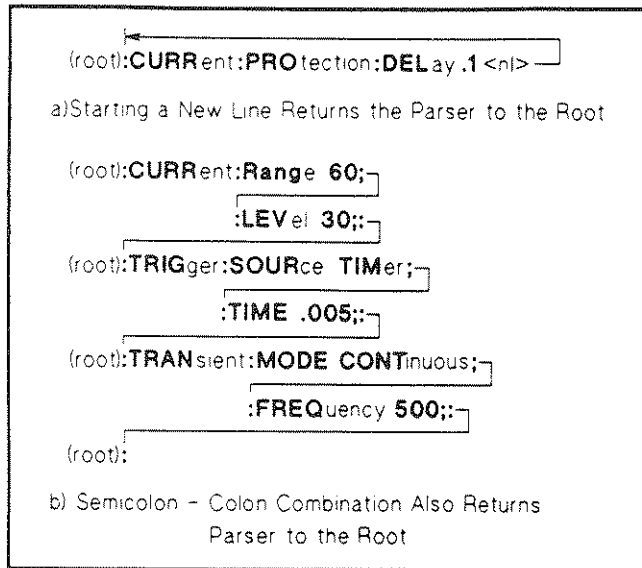 (root):CURRent:PROtection:DELay .1 <nl>
a)Starting a New Line Returns the Parser to the Root
(root):CURRent:Range 60;
:LEVel 30;:
(root):TRIGger:SOURce TIMer;
:TIME .005;:
(root):TRANsient:MODE CONTinuous;
:FREQuency 500;:
(root):
b) Semicolon - Colon Combination Also Returns
Parser to the Root